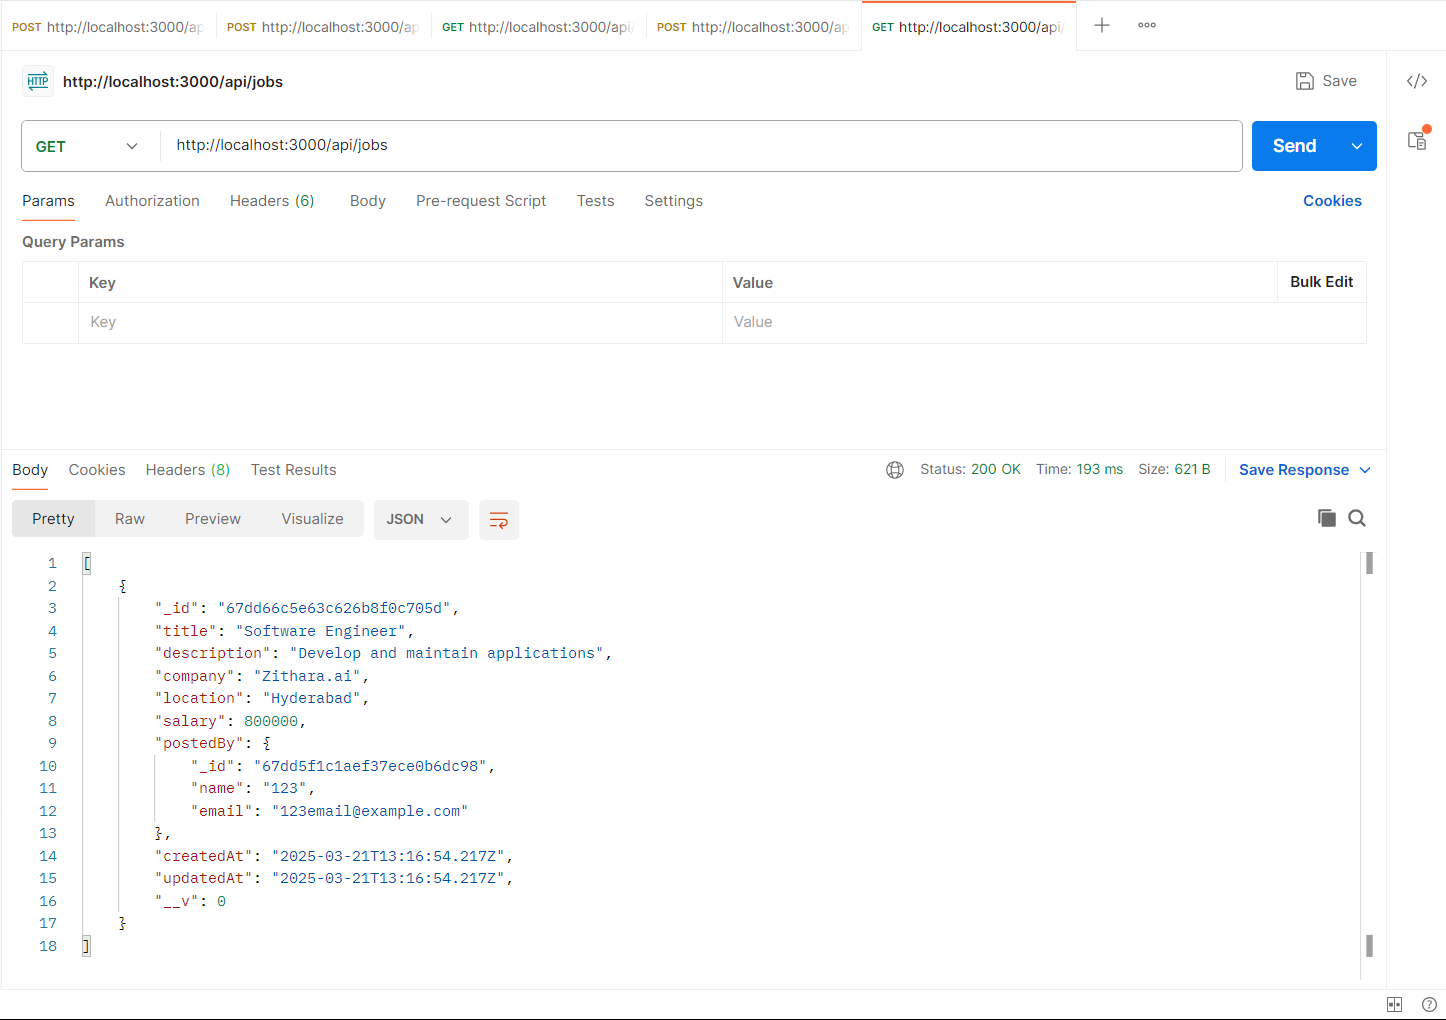 POST http://localhost:3000/ap POST http://localhost:3000/ap GET http://localhost:3000/api/ POST http://localhost:3000/ap GET http://localhost:3000/api/
HTTP http://localhost:3000/api/jobs Save </>
GET http://localhost:3000/api/jobs Send
Params Authorization Headers (6) Body Pre-request Script Tests Settings Cookies
Query Params
Key Value Bulk Edit
Key Value
Body Cookies Headers (8) Test Results Status: 200 OK Time: 193 ms Size: 621 B Save Response
Pretty Raw Preview Visualize JSON
1 [
2 {
3 "_id": "67dd66c5e63c626b8f0c705d",
4 "title": "Software Engineer",
5 "description": "Develop and maintain applications",
6 "company": "Zithara.ai",
7 "location": "Hyderabad",
8 "salary": 800000,
9 "postedBy": {
10 "_id": "67dd5f1c1aef37ece0b6dc98",
11 "name": "123",
12 "email": "123email@example.com"
13 },
14 "createdAt": "2025-03-21T13:16:54.217Z",
15 "updatedAt": "2025-03-21T13:16:54.217Z",
16 "__v": 0
17 }
18 ]